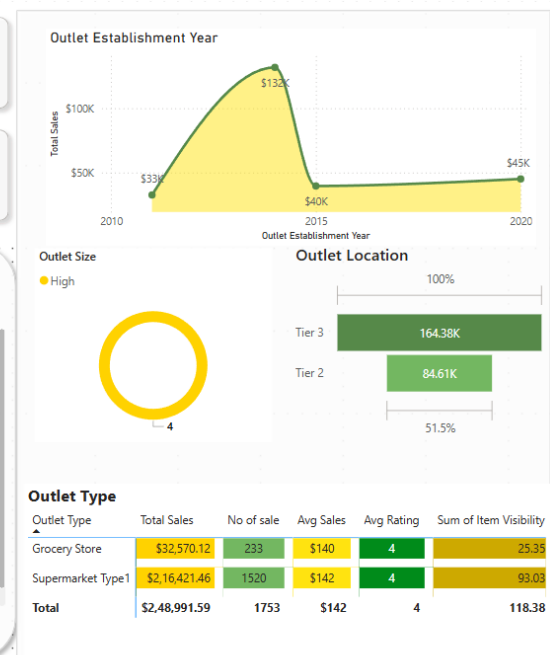 Outlet Establishment Year
Total Sales
$100K
$50K
$33K
$132K
$40K
$45K
2010 2015 2020
Outlet Establishment Year
Outlet Size
High
4
Outlet Location
100%
Tier 3 164.38K
Tier 2 84.61K
51.5%
Outlet Type
Outlet Type Total Sales No of sale Avg Sales Avg Rating Sum of Item Visibility
Grocery Store $32,570.12 233 $140 4 25.35
Supermarket Type1 $2,16,421.46 1520 $142 4 93.03
Total $2,48,991.59 1753 $142 4 118.38